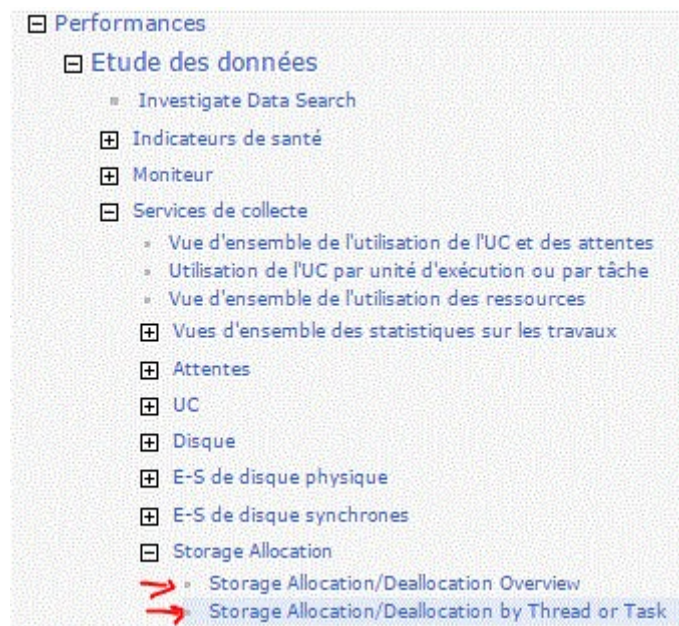 Performances
Etude des données
Investigate Data Search
Indicateurs de santé
Moniteur
Services de collecte
Vue d'ensemble de l'utilisation de l'UC et des attentes
Utilisation de l'UC par unité d'exécution ou par tâche
Vue d'ensemble de l'utilisation des ressources
Vues d'ensemble des statistiques sur les travaux
Attentes
UC
Disque
E-S de disque physique
E-S de disque synchrones
Storage Allocation
Storage Allocation/Deallocation Overview
Storage Allocation/Deallocation by Thread or Task